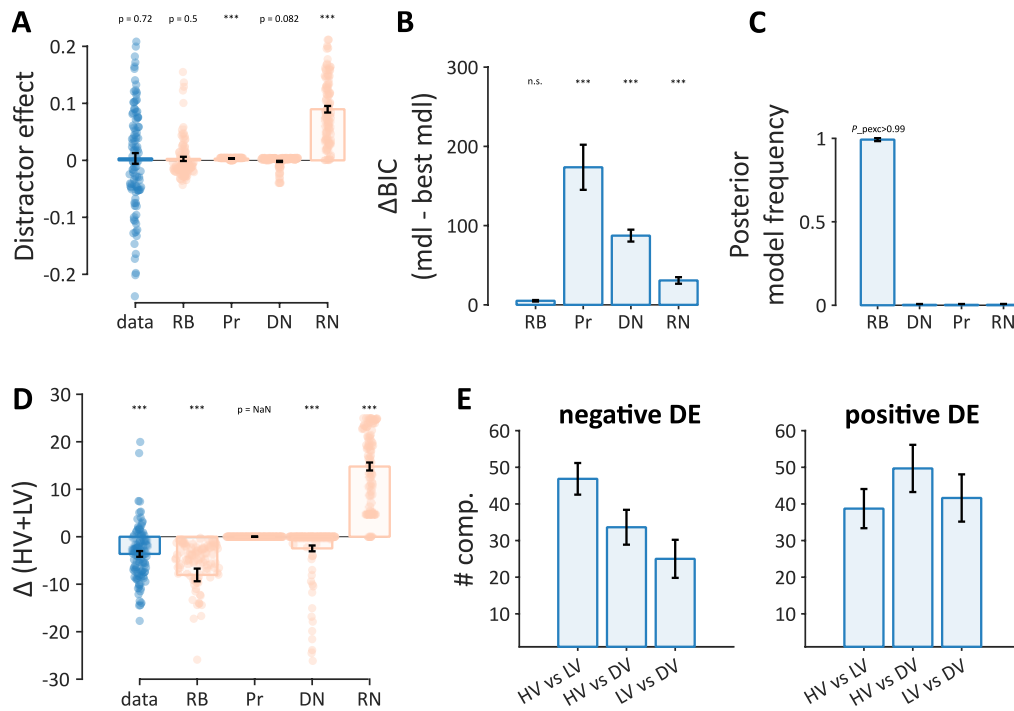 A
p = 0.72 p = 0.5 *** p = 0.082 ***
Distractor effect
0.2
0.1
0
-0.1
-0.2
data RB Pr DN RN
B
n.s. *** *** ***
ΔBIC
(mdl - best mdl)
300
200
100
0
RB Pr DN RN
C
P_pexc>0.99
Posterior
model frequency
1
0.5
0
RB DN Pr RN
D
*** *** p = NaN *** ***
Δ (HV+LV)
30
20
10
0
-10
-20
-30
data RB Pr DN RN
E
negative DE
# comp.
60
50
40
30
20
10
HV vs LV
HV vs DV
LV vs DV
positive DE
60
50
40
30
20
10
HV vs LV
HV vs DV
LV vs DV